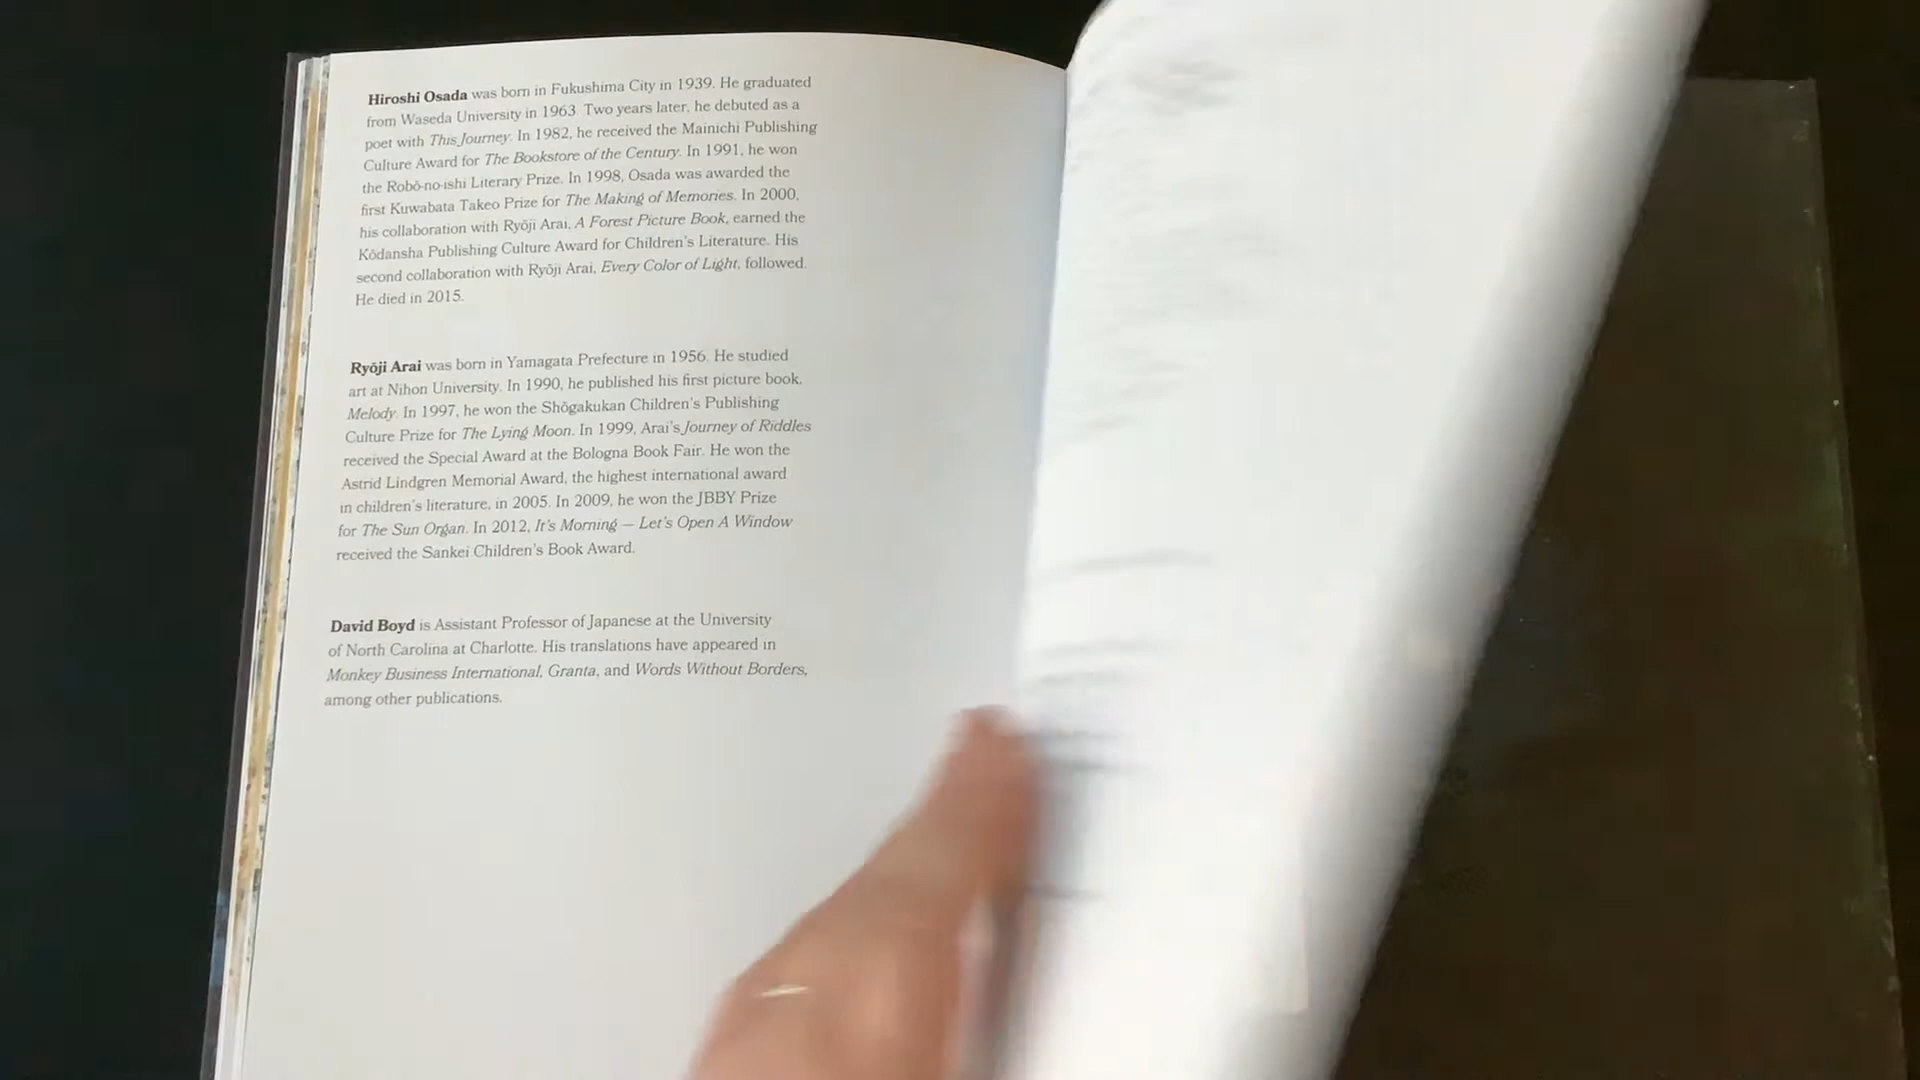 Hiroshi Osada was born in Fukushima City in 1939. He graduated
from Waseda University in 1963. Two years later, he debuted as a
poet with This Journey. In 1982, he received the Mainichi Publishing
Culture Award for The Bookstore of the Century. In 1991, he won
the Robō-no-ishi Literary Prize. In 1998, Osada was awarded the
first Kuwabata Takeo Prize for The Making of Memories. In 2000,
his collaboration with Ryōji Arai, A Forest Picture Book, earned the
Kōdansha Publishing Culture Award for Children's Literature. His
second collaboration with Ryōji Arai, Every Color of Light, followed.
He died in 2015.
Ryōji Arai was born in Yamagata Prefecture in 1956. He studied
art at Nihon University. In 1990, he published his first picture book,
Melody. In 1997, he won the Shōgakukan Children's Publishing
Culture Prize for The Lying Moon. In 1999, Arai's Journey of Riddles
received the Special Award at the Bologna Book Fair. He won the
Astrid Lindgren Memorial Award, the highest international award
in children's literature, in 2005. In 2009, he won the JBBY Prize
for The Sun Organ. In 2012, It's Morning – Let's Open A Window
received the Sankei Children's Book Award.
David Boyd is Assistant Professor of Japanese at the University
of North Carolina at Charlotte. His translations have appeared in
Monkey Business International, Granta, and Words Without Borders,
among other publications.